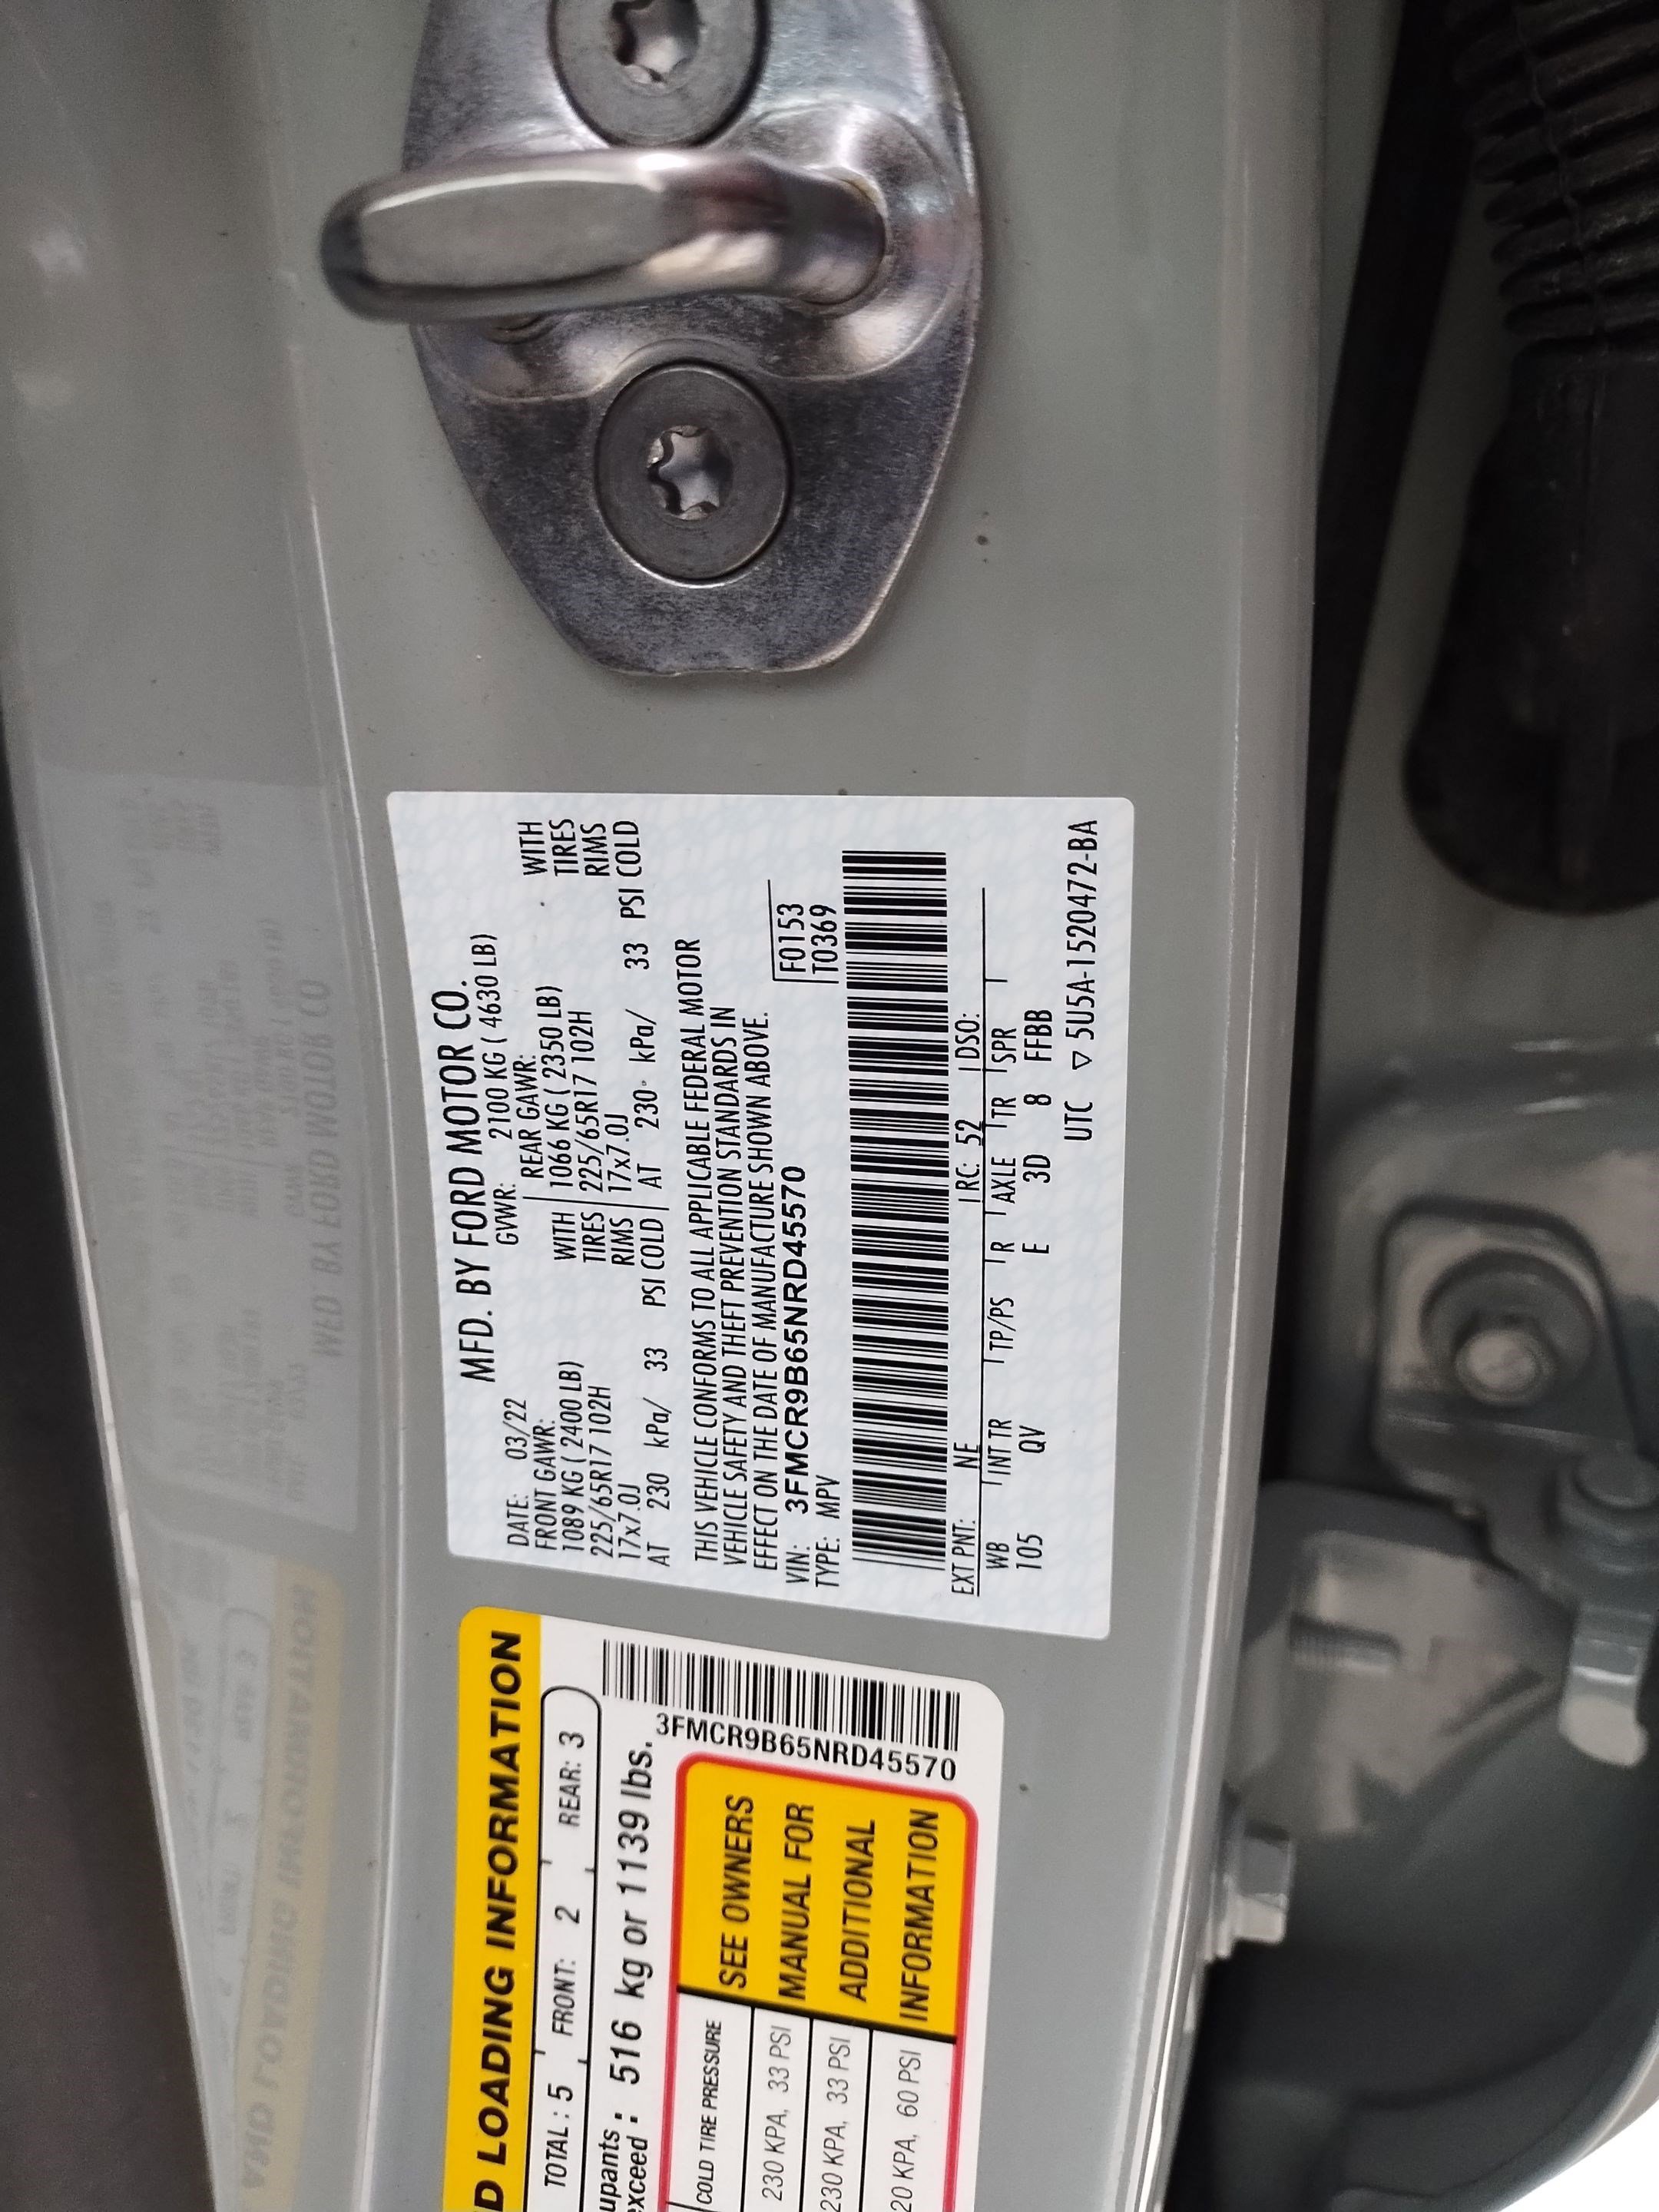 MFD. BY FORD MOTOR CO.
DATE: 03/22 GVWR: 2100 KG ( 4630 LB)
FRONT GAWR: REAR GAWR:
1089 KG ( 2400 LB) WITH 1066 KG ( 2350 LB) WITH
225/65R17 102H TIRES 225/65R17 102H TIRES
17x7.0J RIMS 17x7.0J RIMS
AT 230 kPa/ 33 PSI COLD AT 230 kPa/ 33 PSI COLD
THIS VEHICLE CONFORMS TO ALL APPLICABLE FEDERAL MOTOR
VEHICLE SAFETY AND THEFT PREVENTION STANDARDS IN
EFFECT ON THE DATE OF MANUFACTURE SHOWN ABOVE.
VIN: 3FMCR9B65NRD45570 F0153
TYPE: MPV T0369
EXT PNT: NE RC: 52 DSO:
WB INT TR TP/PS R AXLE TR SPR
105 QV E 3D 8 FFBB
UTC ▽ 5U5A-1520472-BA
D LOADING INFORMATION
TOTAL : 5 FRONT: 2 REAR: 3
upants
exceed : 516 kg or 1139 lbs.
3FMCR9B65NRD45570
COLD TIRE PRESSURE
230 KPA, 33 PSI
230 KPA, 33 PSI
20 KPA, 60 PSI
SEE OWNERS
MANUAL FOR
ADDITIONAL
INFORMATION